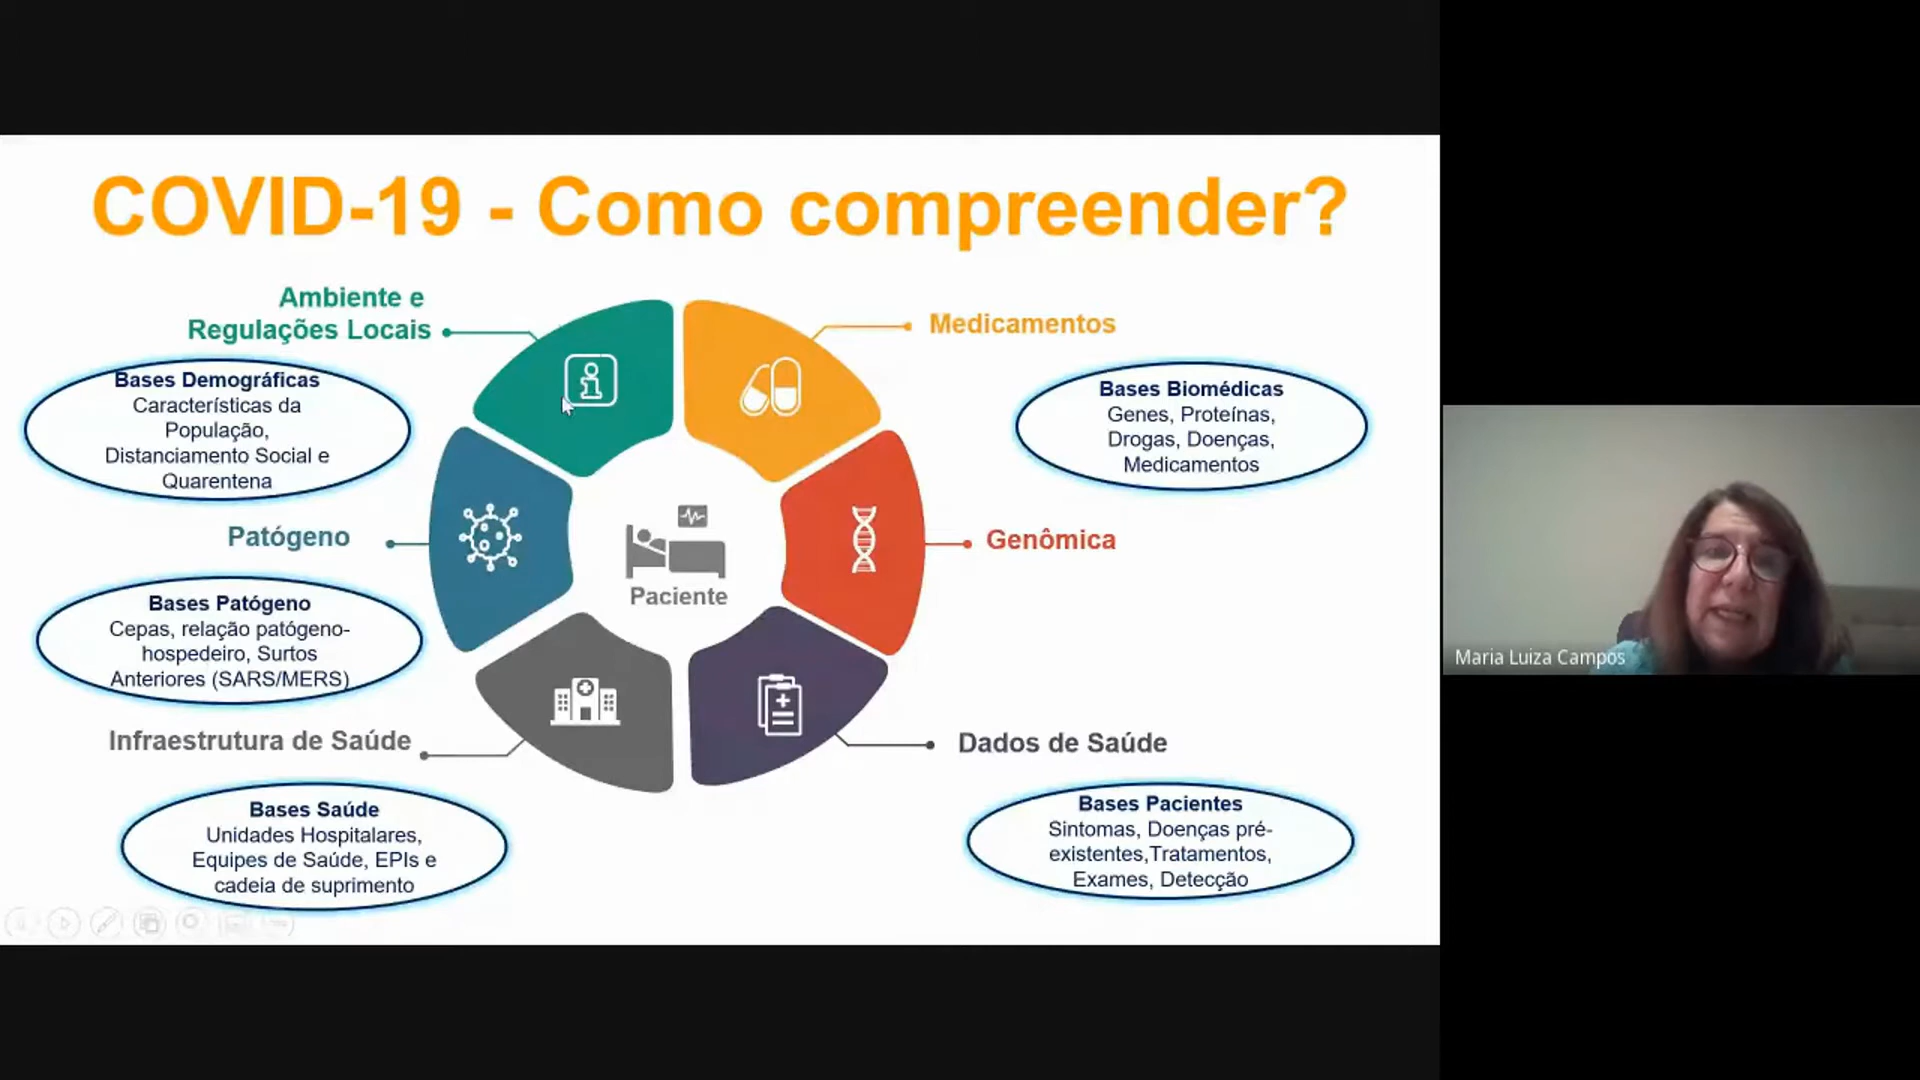 COVID-19 - Como compreender?
Ambiente e
Regulações Locais
Bases Demográficas
Características da
População,
Distanciamento Social e
Quarentena
Patógeno
Bases Patógeno
Cepas, relação patógeno-
hospedeiro, Surtos
Anteriores (SARS/MERS)
Infraestrutura de Saúde
Bases Saúde
Unidades Hospitalares,
Equipes de Saúde, EPIs e
cadeia de suprimento
Paciente
Medicamentos
Bases Biomédicas
Genes, Proteínas,
Drogas, Doenças,
Medicamentos
Genômica
Dados de Saúde
Bases Pacientes
Sintomas, Doenças pré-
existentes,Tratamentos,
Exames, Detecção
Maria Luiza Campos